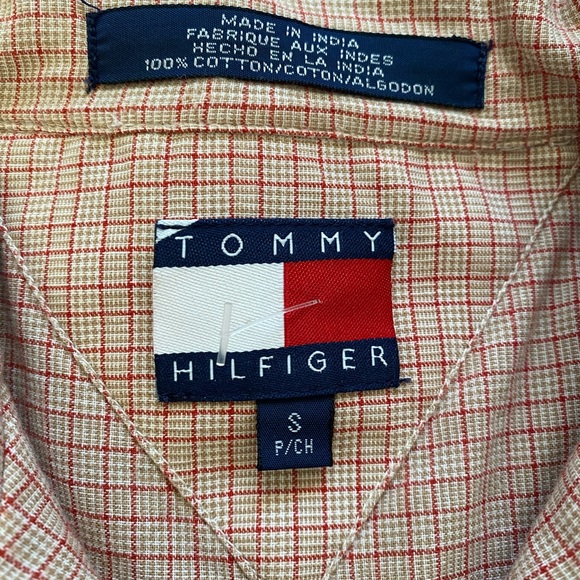 MADE IN INDIA
FABRIQUE AUX INDES
HECHO EN LA INDIA
100% COTTON/COTON/ALGODON
TOMMY
HILFIGER
S
P/CH